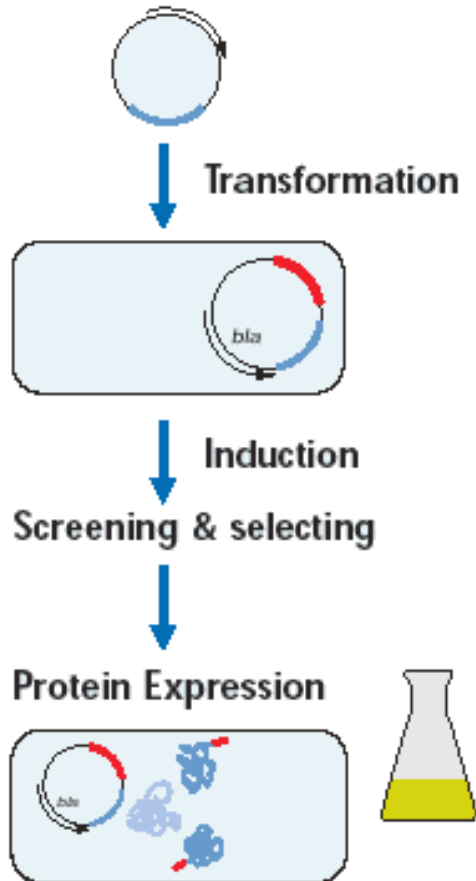 Transformation
bla
Induction
Screening & selecting
Protein Expression
bla